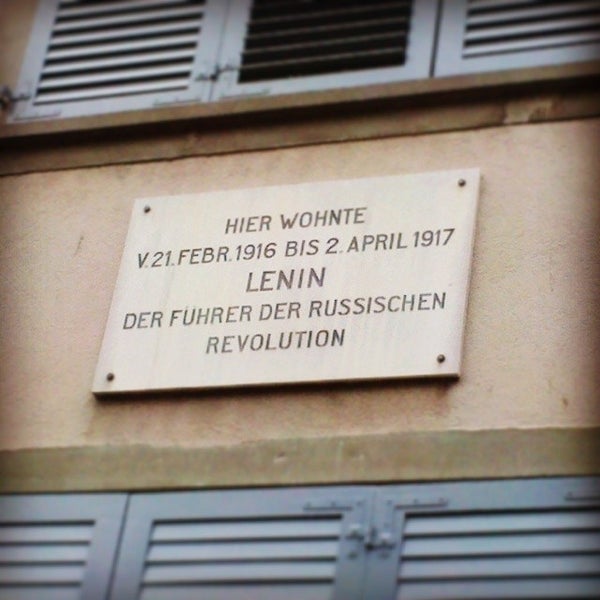 HIER WOHNTE
V. 21. FEBR. 1916 BIS 2. APRIL 1917
LENIN
DER FÜHRER DER RUSSISCHEN
REVOLUTION